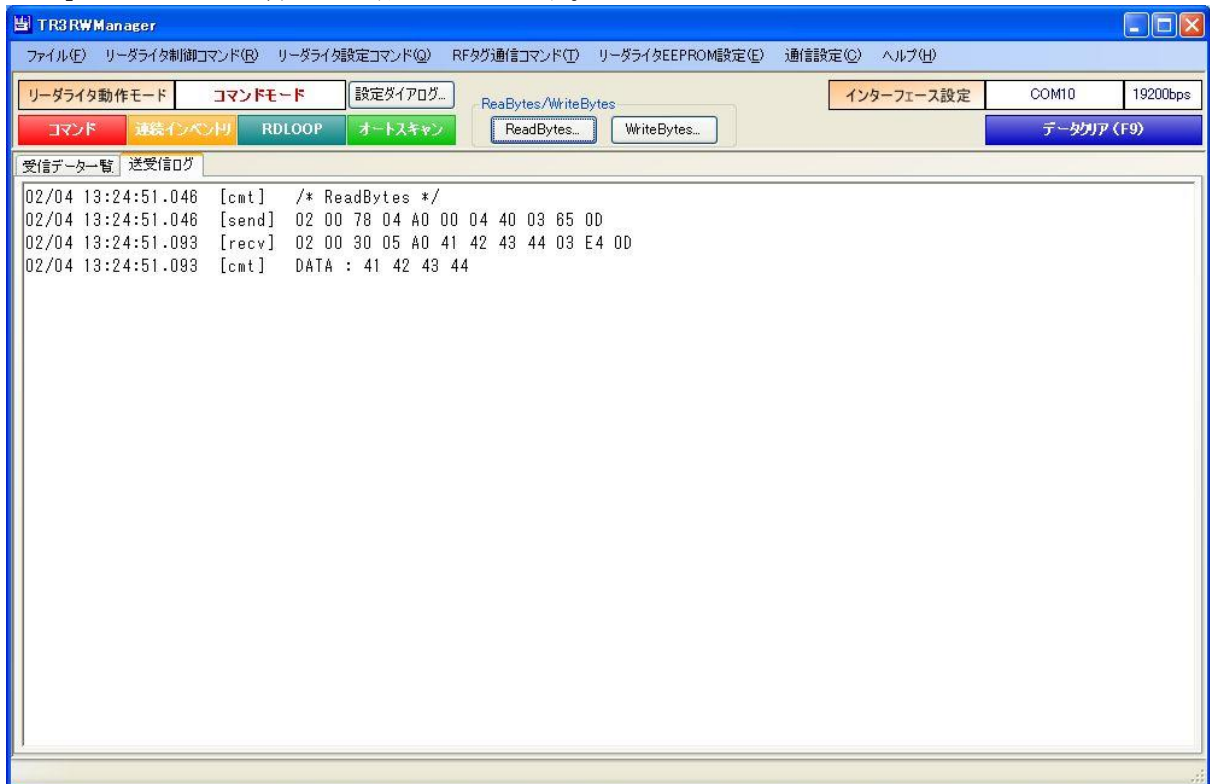 TR3RWManager
ファイル(F) リーダライタ制御コマンド(R) リーダライタ設定コマンド(Q) RFタグ通信コマンド(T) リーダライタEEPROM設定(E) 通信設定(C) ヘルプ(H)
リーダライタ動作モード コマンドモード 設定ダイアログ... ReaBytes/WriteBytes インターフェース設定 COM10 19200bps
コマンド 連続インベントリ RDLOOP オートスキャン ReadBytes... WriteBytes... データクリア(F9)
受信データ一覧 送受信ログ
02/04 13:24:51.046 [cmt] /* ReadBytes */
02/04 13:24:51.046 [send] 02 00 78 04 A0 00 04 40 03 65 0D
02/04 13:24:51.093 [recv] 02 00 30 05 A0 41 42 43 44 03 E4 0D
02/04 13:24:51.093 [cmt] DATA : 41 42 43 44